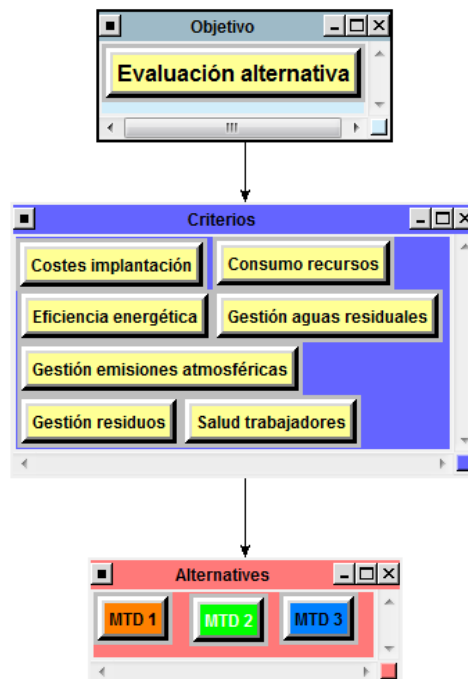 Objetivo
Evaluación alternativa
Criterios
Costes implantación
Consumo recursos
Eficiencia energética
Gestión aguas residuales
Gestión emisiones atmosféricas
Gestión residuos
Salud trabajadores
Alternatives
MTD 1
MTD 2
MTD 3